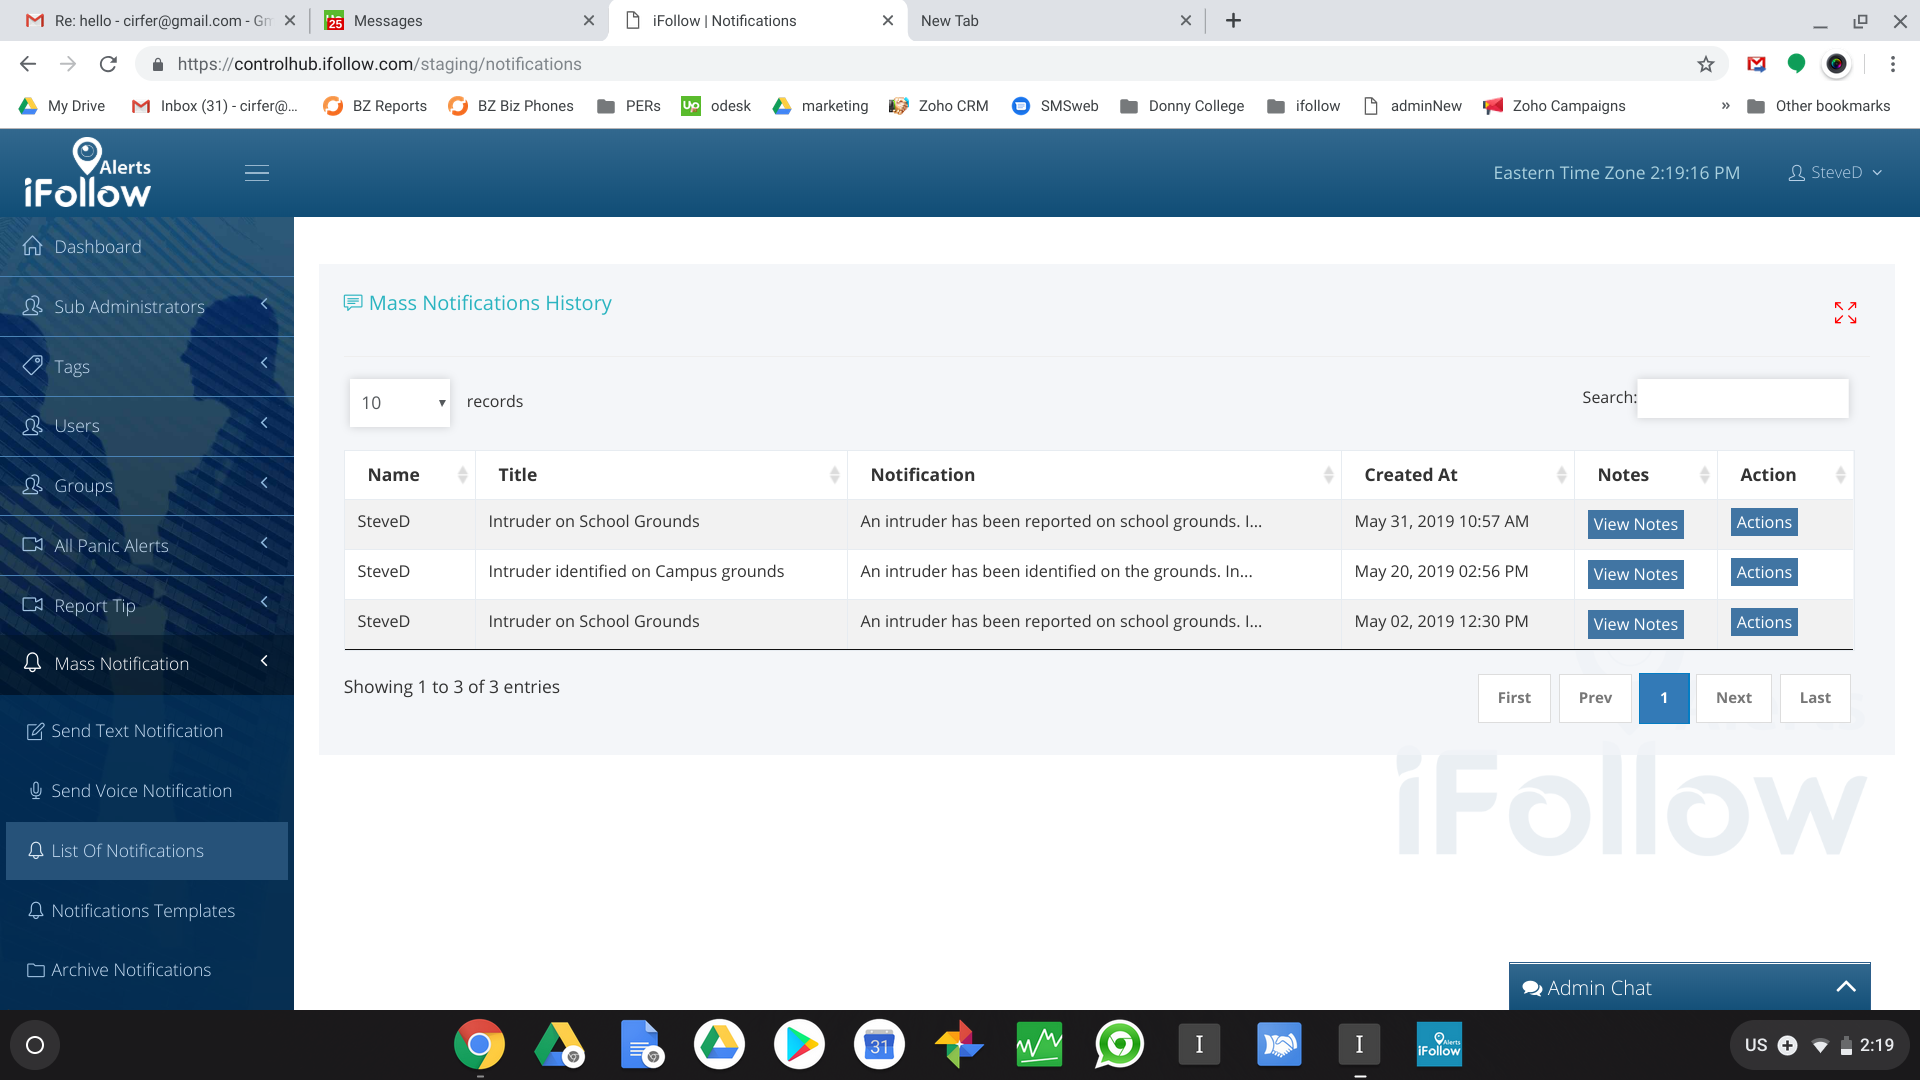 Re: hello - cirfer@gmail.com - Gm
25 Messages
iFollow | Notifications
New Tab
https://controlhub.ifollow.com/staging/notifications
My Drive
Inbox (31) - cirfer@...
BZ Reports
BZ Biz Phones
PERs
Up odesk
marketing
Zoho CRM
SMSweb
Donny College
ifollow
adminNew
Zoho Campaigns
»
Other bookmarks
Alerts
iFollow
Eastern Time Zone 2:19:16 PM
SteveD
Dashboard
Sub Administrators
Tags
Users
Groups
All Panic Alerts
Report Tip
Mass Notification
Send Text Notification
Send Voice Notification
List Of Notifications
Notifications Templates
Archive Notifications
Mass Notifications History
10 records
Search:
Name Title Notification Created At Notes Action
SteveD Intruder on School Grounds An intruder has been reported on school grounds. I... May 31, 2019 10:57 AM View Notes Actions
SteveD Intruder identified on Campus grounds An intruder has been identified on the grounds. In... May 20, 2019 02:56 PM View Notes Actions
SteveD Intruder on School Grounds An intruder has been reported on school grounds. I... May 02, 2019 12:30 PM View Notes Actions
Showing 1 to 3 of 3 entries
First Prev 1 Next Last
iFollow
Admin Chat
31
I
I
Alerts
iFollow
US 2:19